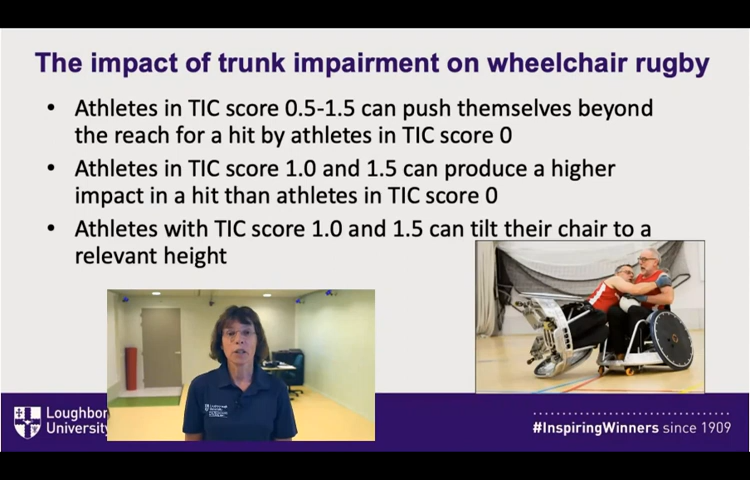 The impact of trunk impairment on wheelchair rugby
• Athletes in TIC score 0.5-1.5 can push themselves beyond
the reach for a hit by athletes in TIC score 0
• Athletes in TIC score 1.0 and 1.5 can produce a higher
impact in a hit than athletes in TIC score 0
• Athletes with TIC score 1.0 and 1.5 can tilt their chair to a
relevant height
Loughbor
University
#InspiringWinners since 1909